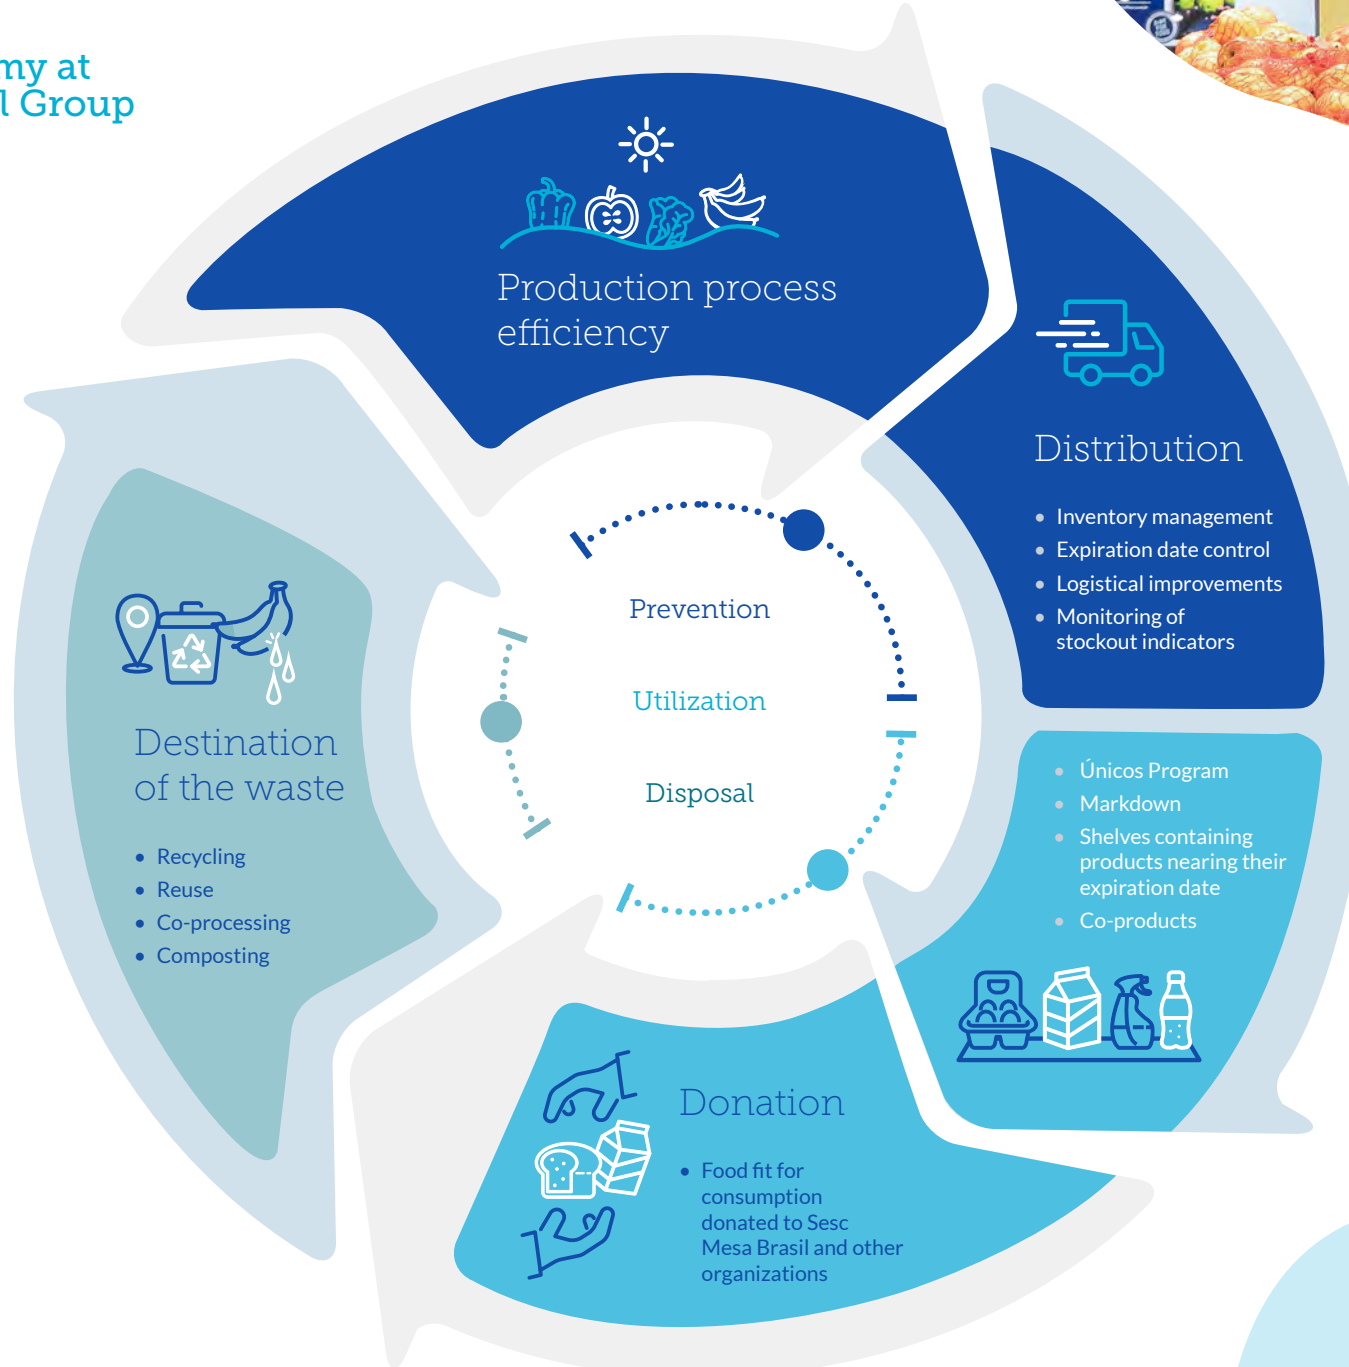 my at
l Group
Production process
efficiency
Distribution
• Inventory management
• Expiration date control
• Logistical improvements
• Monitoring of
stockout indicators
• Únicos Program
• Markdown
• Shelves containing
products nearing their
expiration date
• Co-products
Donation
• Food fit for
consumption
donated to Sesc
Mesa Brasil and other
organizations
Destination
of the waste
• Recycling
• Reuse
• Co-processing
• Composting
Prevention
Utilization
Disposal